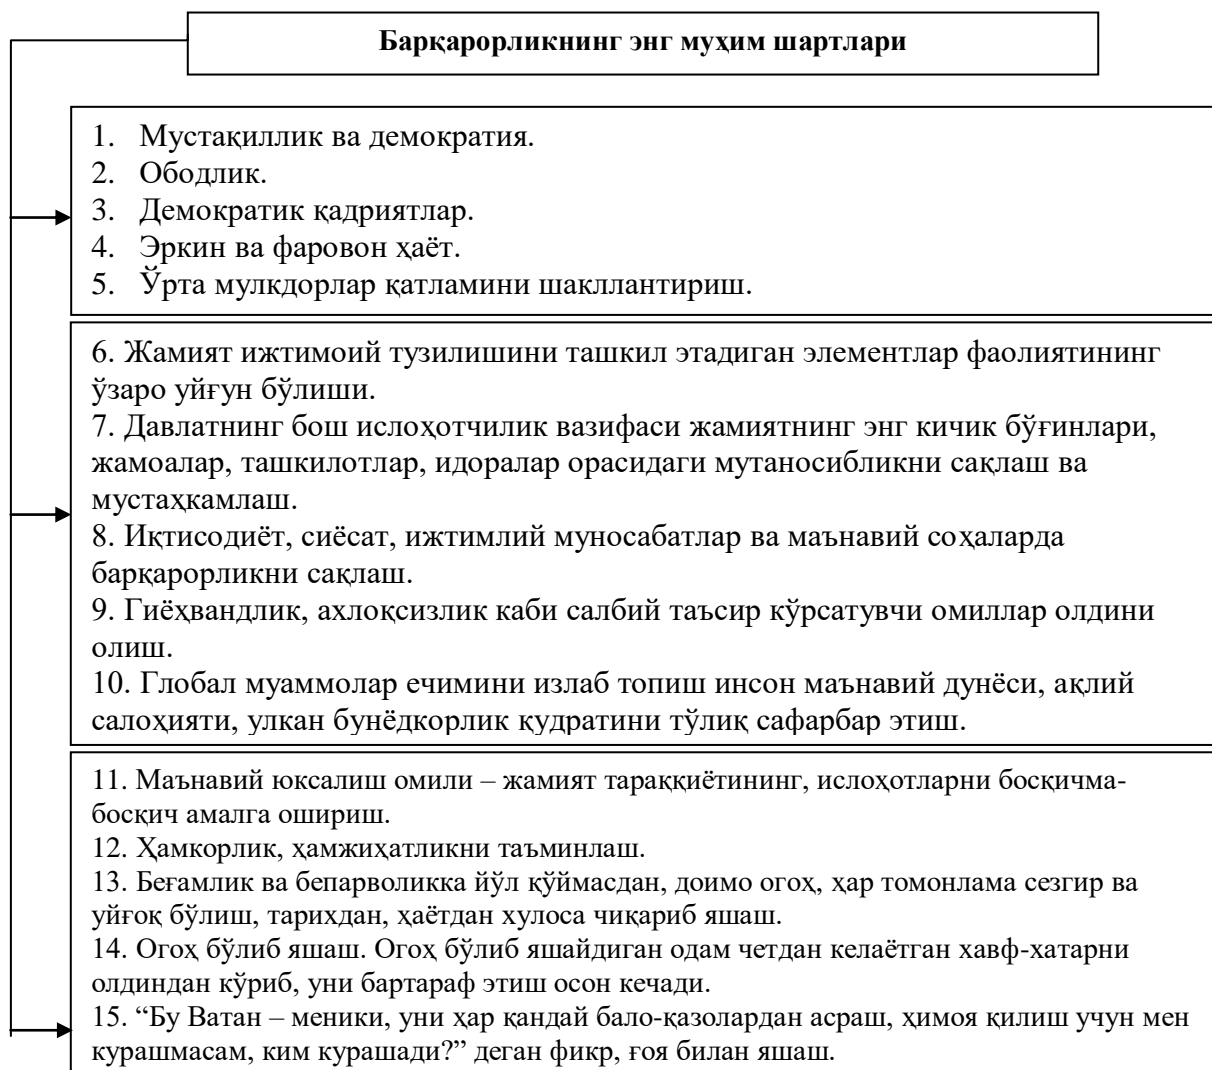 Барқарорликнинг энг муҳим шартлари
1. Мустақиллик ва демократия.
2. Ободлик.
3. Демократик қадриятлар.
4. Эркин ва фаровон ҳаёт.
5. Ўрта мулкдорлар қатламини шакллантириш.
6. Жамият ижтимоий тузилишини ташкил этадиган элементлар фаолиятининг
ўзаро уйғун бўлиши.
7. Давлатнинг бош ислоҳотчилик вазифаси жамиятнинг энг кичик бўғинлари,
жамоалар, ташкилотлар, идоралар орасидаги мутаносибликни сақлаш ва
мустаҳкамлаш.
8. Иқтисодиёт, сиёсат, ижтимлий муносабатлар ва маънавий соҳаларда
барқарорликни сақлаш.
9. Гиёҳвандлик, ахлоқсизлик каби салбий таъсир кўрсатувчи омиллар олдини
олиш.
10. Глобал муаммолар ечимини излаб топиш инсон маънавий дунёси, ақлий
салоҳияти, улкан бунёдкорлик қудратини тўлиқ сафарбар этиш.
11. Маънавий юксалиш омили – жамият тараққиётининг, ислоҳотларни босқичма-
босқич амалга ошириш.
12. Ҳамкорлик, ҳамжиҳатликни таъминлаш.
13. Беғамлик ва бепарволикка йўл қўймасдан, доимо огоҳ, ҳар томонлама сезгир ва
уйғоқ бўлиш, тарихдан, ҳаётдан хулоса чиқариб яшаш.
14. Огоҳ бўлиб яшаш. Огоҳ бўлиб яшайдиган одам четдан келаётган хавф-хатарни
олдиндан кўриб, уни бартараф этиш осон кечади.
15. “Бу Ватан – меники, уни ҳар қандай бало-қазолардан асраш, ҳимоя қилиш учун мен
курашмасам, ким курашади?” деган фикр, ғоя билан яшаш.